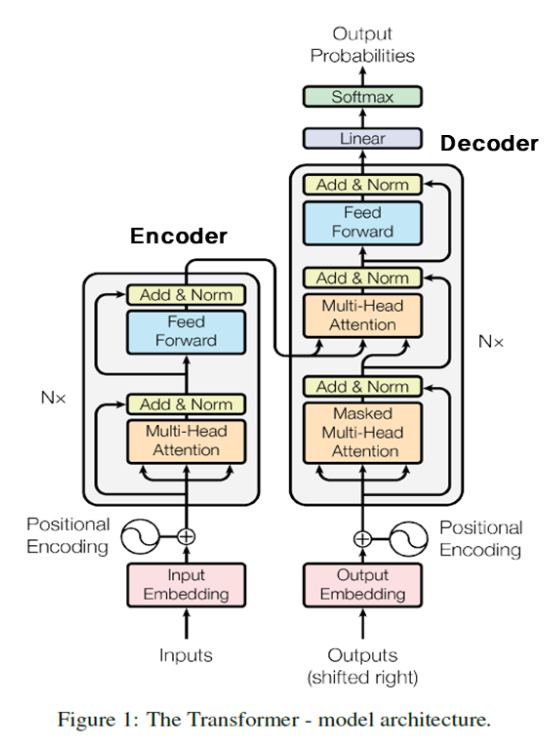 Output
Probabilities
Softmax
Linear
Decoder
Add & Norm
Feed
Forward
Add & Norm
Multi-Head
Attention
Nx
Add & Norm
Masked
Multi-Head
Attention
Encoder
Add & Norm
Feed
Forward
Nx
Add & Norm
Multi-Head
Attention
Positional
Encoding
Positional
Encoding
Input
Embedding
Output
Embedding
Inputs
Outputs
(shifted right)
Figure 1: The Transformer - model architecture.